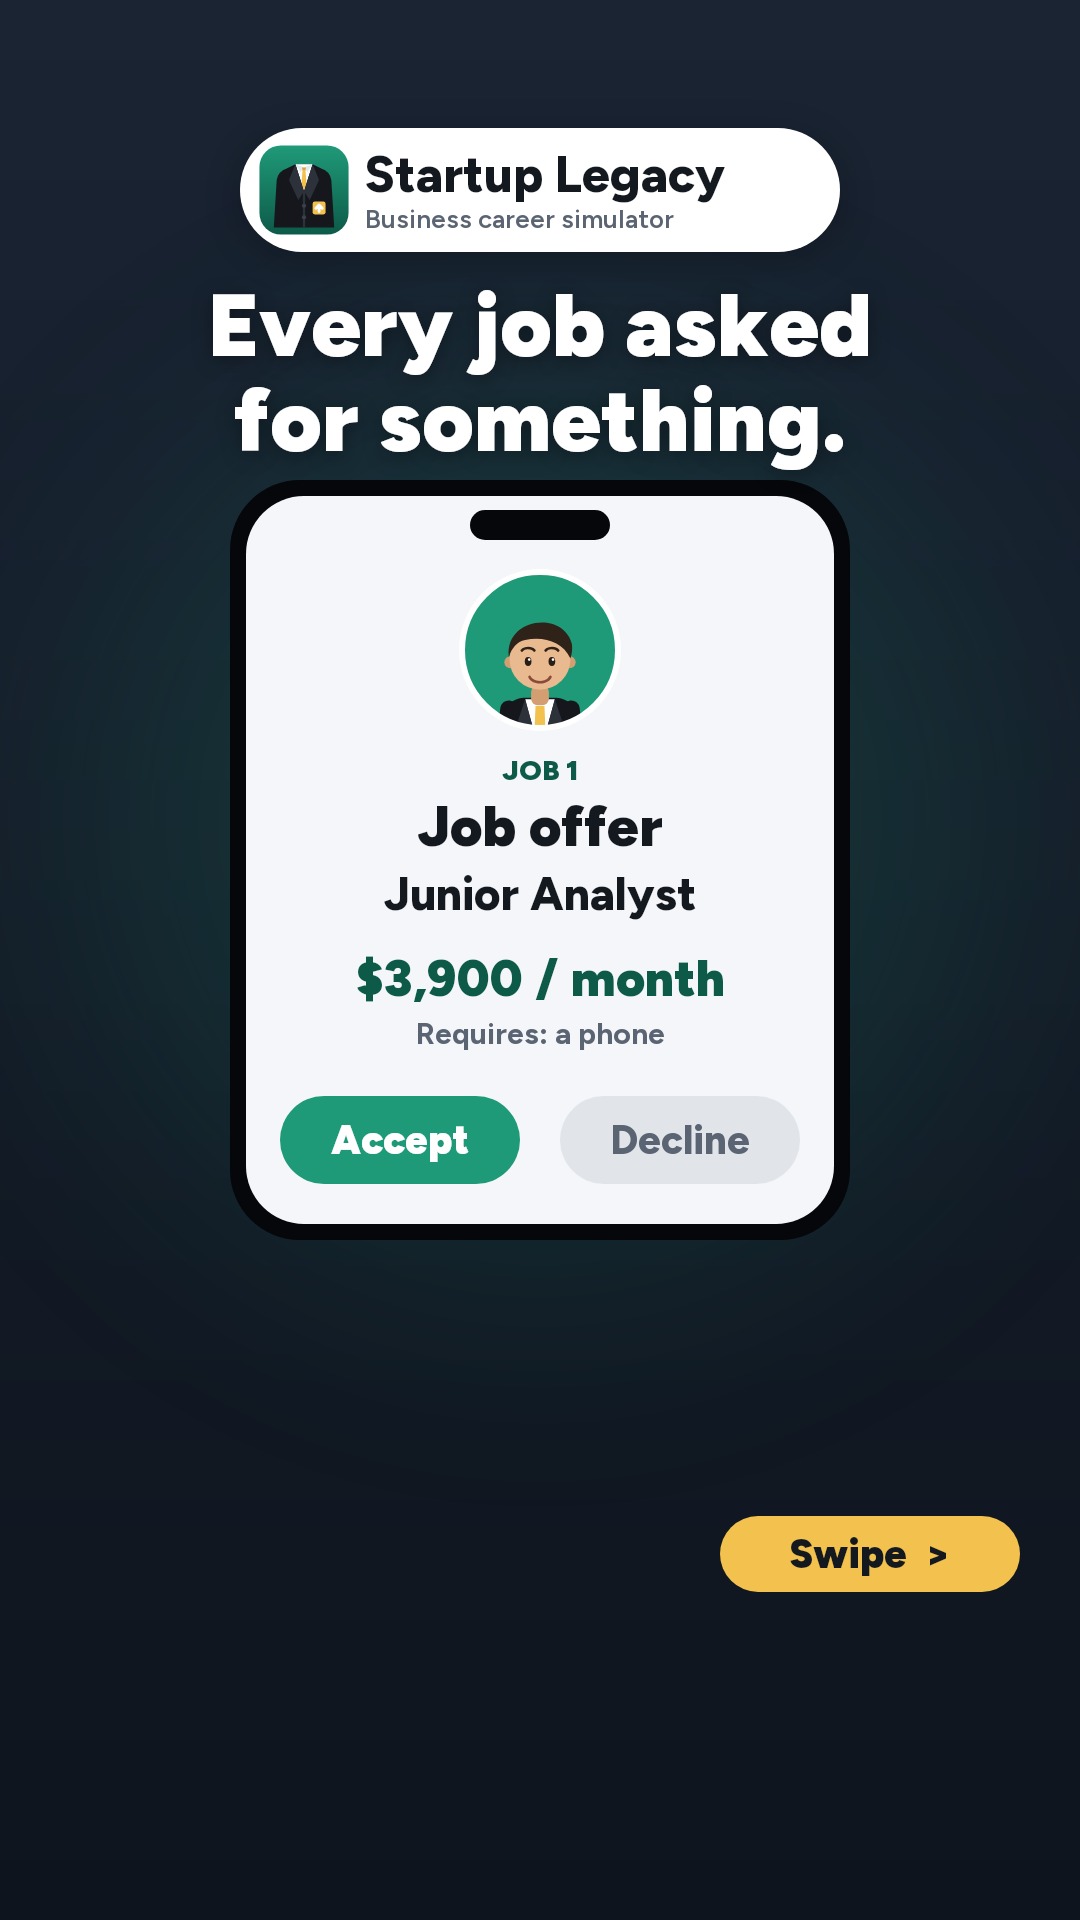 Startup Legacy
Business career simulator
Every job asked
for something.
JOB 1
Job offer
Junior Analyst
$3,900 / month
Requires: a phone
Accept
Decline
Swipe >